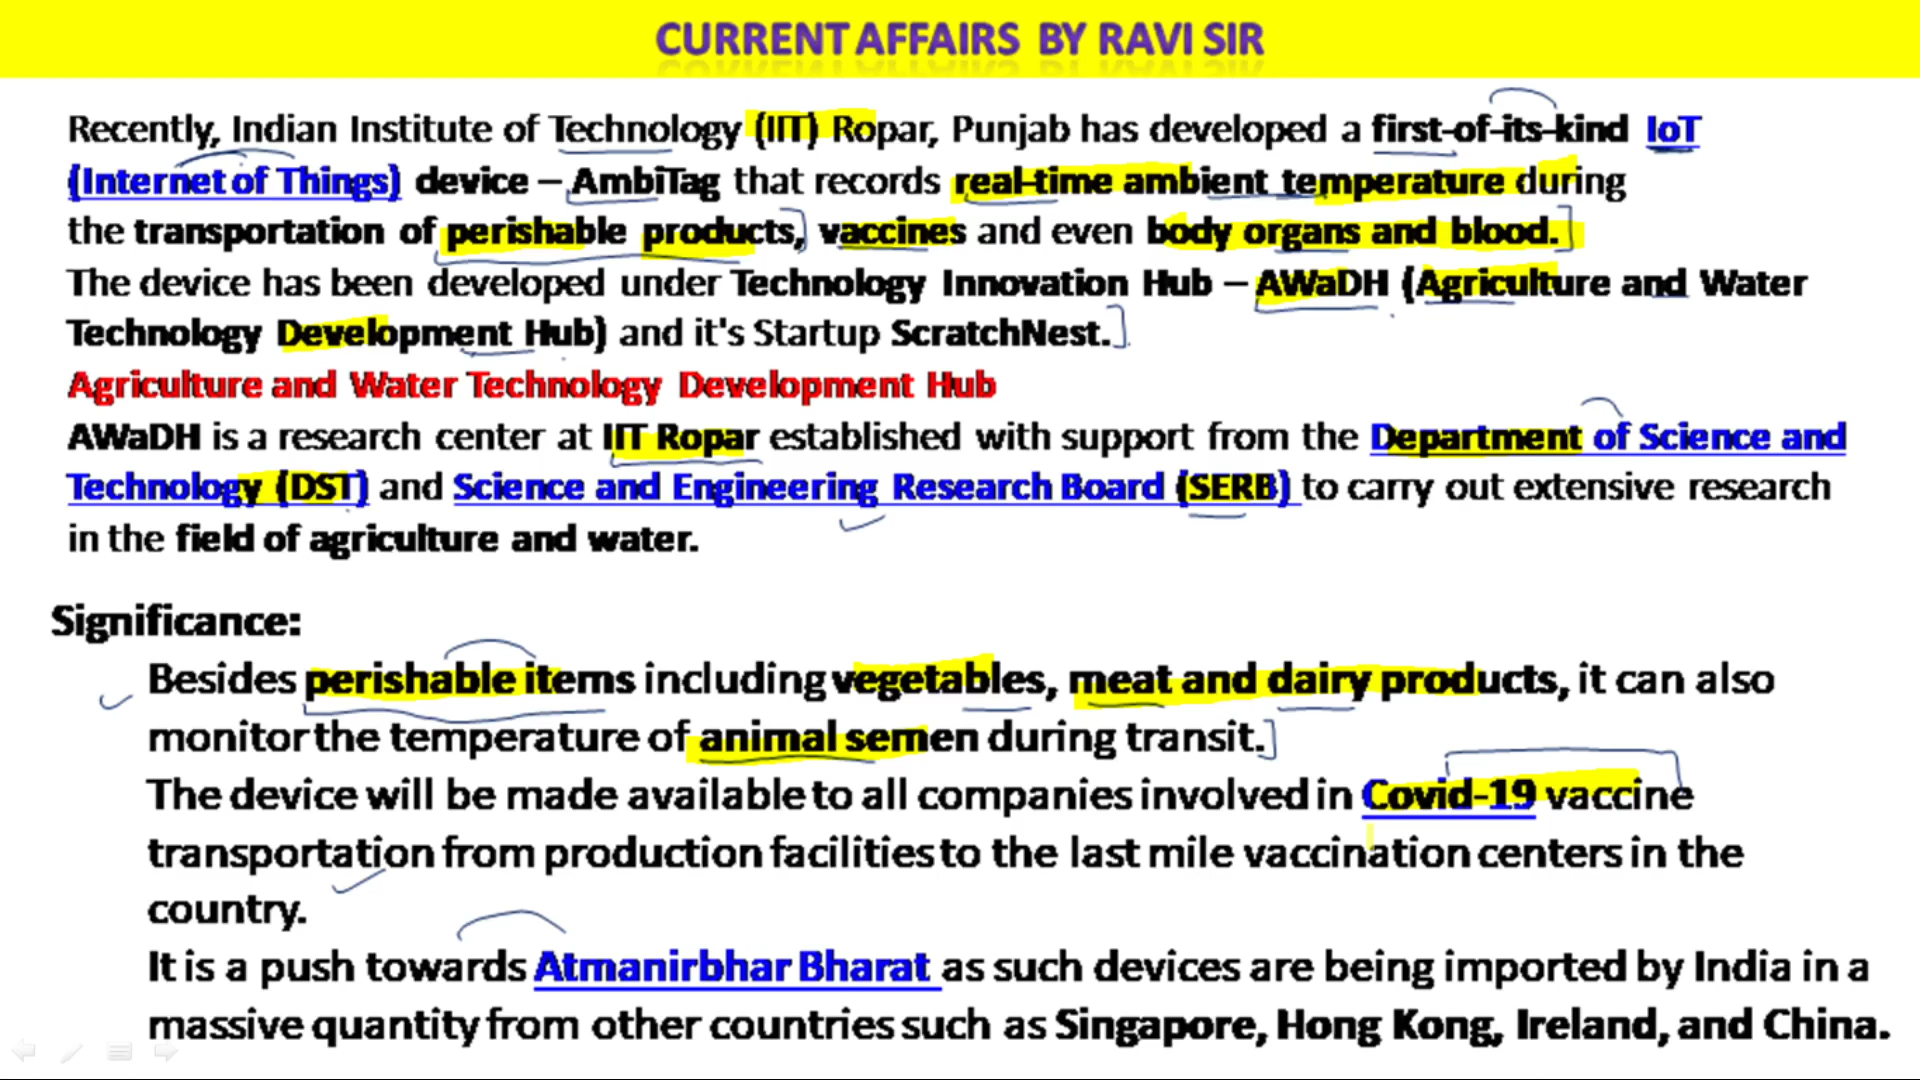 CURRENT AFFAIRS BY RAVI SIR
Recently, Indian Institute of Technology (IIT) Ropar, Punjab has developed a first-of-its-kind IoT
(Internet of Things) device – AmbiTag that records real-time ambient temperature during
the transportation of perishable products, vaccines and even body organs and blood.
The device has been developed under Technology Innovation Hub – AWaDH (Agriculture and Water
Technology Development Hub) and it's Startup ScratchNest.
Agriculture and Water Technology Development Hub
AWaDH is a research center at IIT Ropar established with support from the Department of Science and
Technology (DST) and Science and Engineering Research Board (SERB) to carry out extensive research
in the field of agriculture and water.
Significance:
Besides perishable items including vegetables, meat and dairy products, it can also
monitor the temperature of animal semen during transit.
The device will be made available to all companies involved in Covid-19 vaccine
transportation from production facilities to the last mile vaccination centers in the
country.
It is a push towards Atmanirbhar Bharat as such devices are being imported by India in a
massive quantity from other countries such as Singapore, Hong Kong, Ireland, and China.